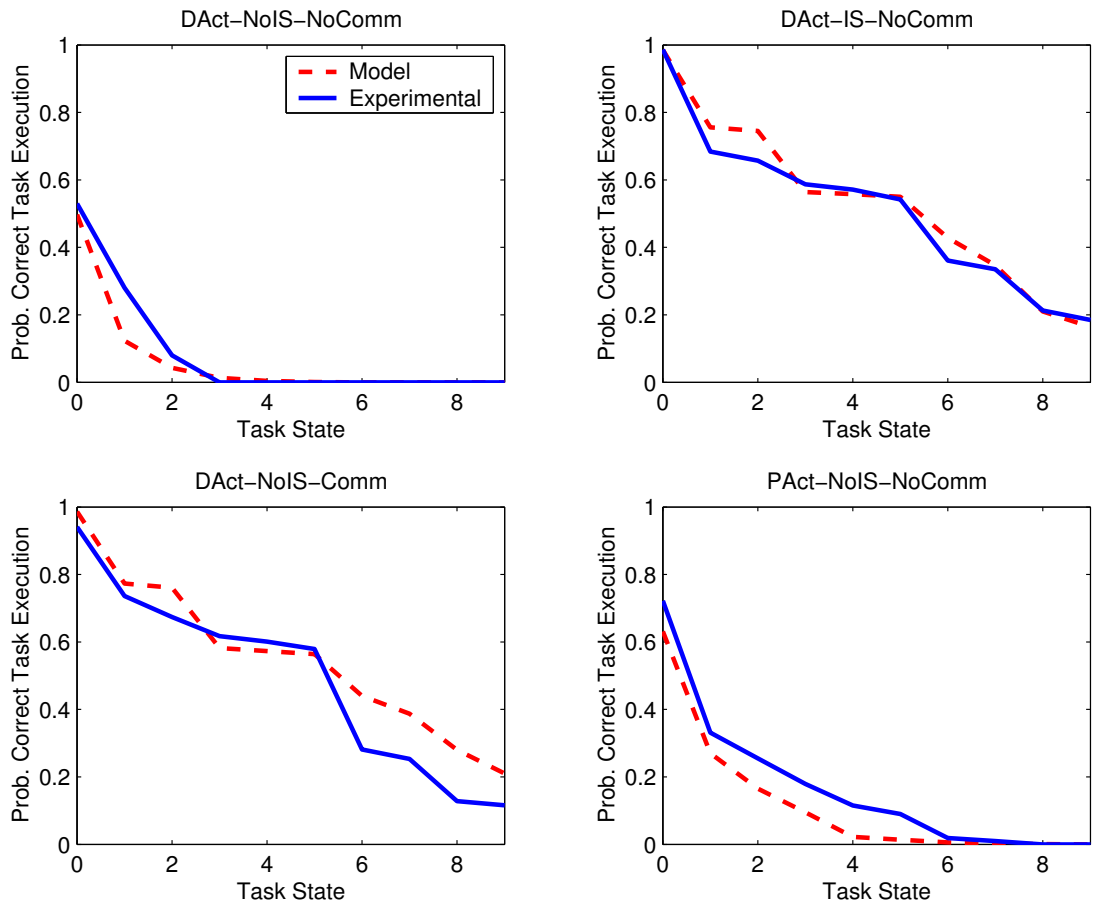 DAct−NoIS−NoComm
1
0.8
0.6
0.4
0.2
0
0 2 4 6 8
Prob. Correct Task Execution
Task State
Model
Experimental
DAct−IS−NoComm
1
0.8
0.6
0.4
0.2
0
0 2 4 6 8
Prob. Correct Task Execution
Task State
DAct−NoIS−Comm
1
0.8
0.6
0.4
0.2
0
0 2 4 6 8
Prob. Correct Task Execution
Task State
PAct−NoIS−NoComm
1
0.8
0.6
0.4
0.2
0
0 2 4 6 8
Prob. Correct Task Execution
Task State